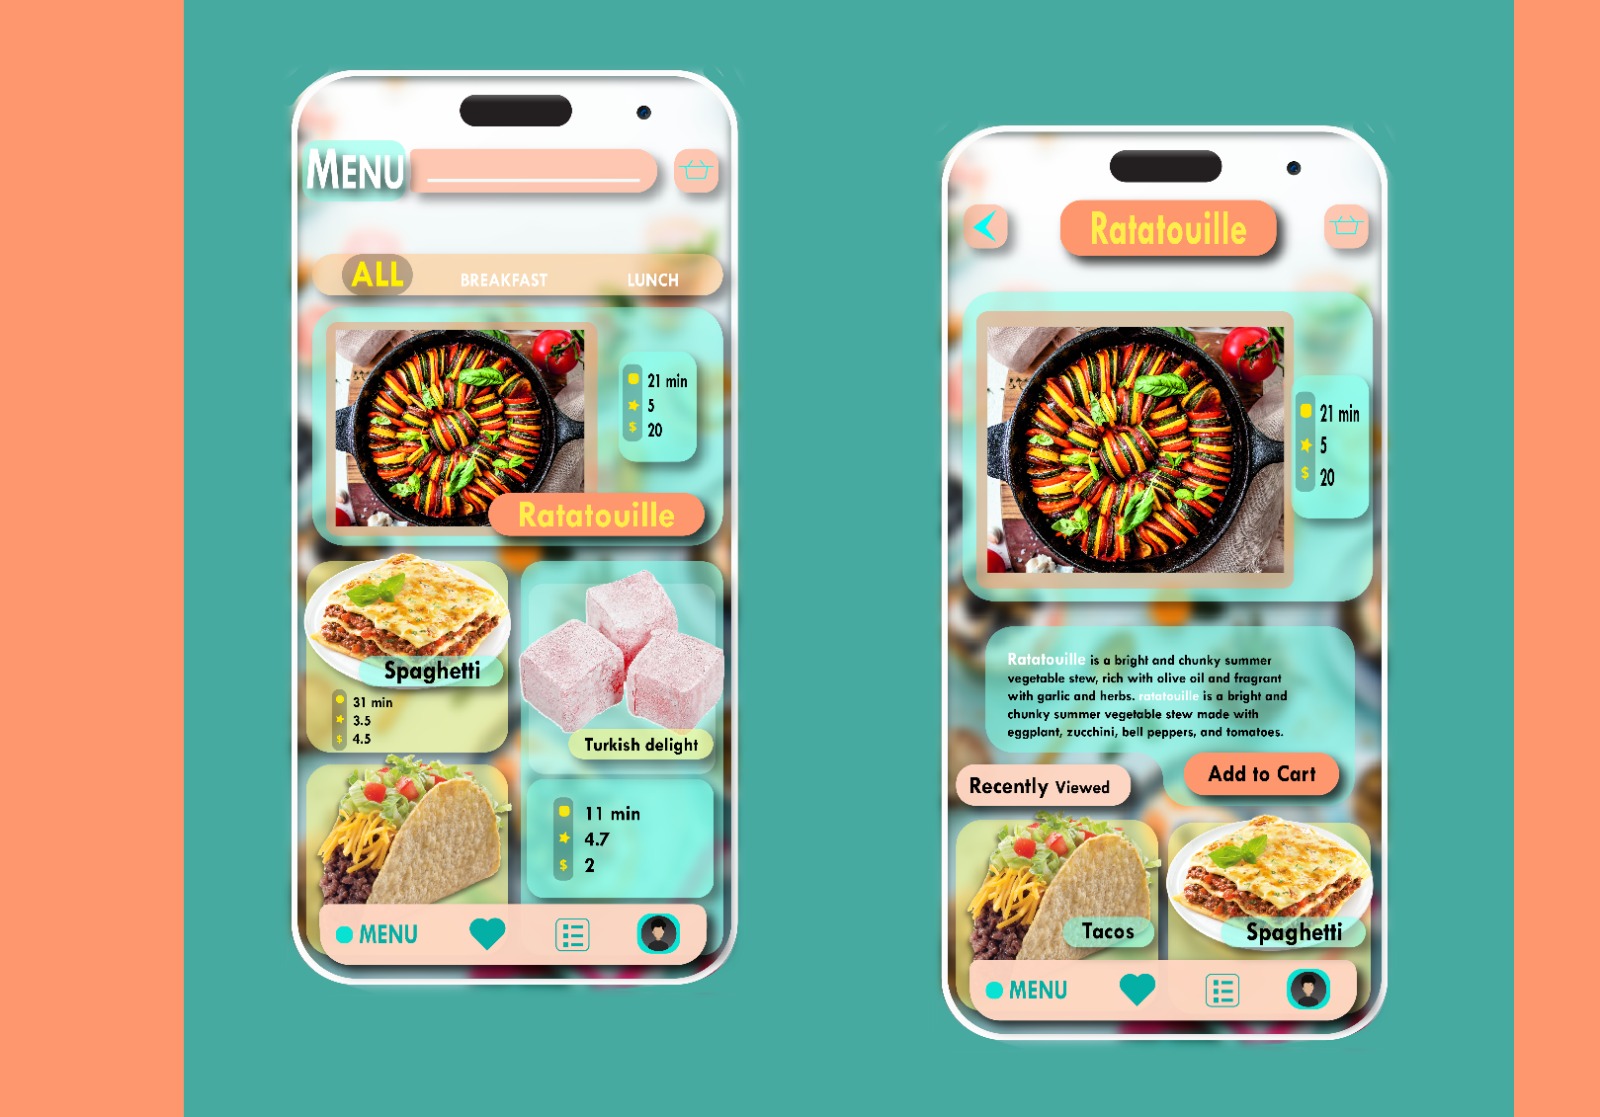 MENU
ALL BREAKFAST LUNCH
21 min
5
$ 20
Ratatouille
Spaghetti
31 min
3.5
$ 4.5
Turkish delight
11 min
4.7
$ 2
MENU
Ratatouille
21 min
5
$ 20
Ratatouille is a bright and chunky summer
vegetable stew, rich with olive oil and fragrant
with garlic and herbs. ratatouille is a bright and
chunky summer vegetable stew made with
eggplant, zucchini, bell peppers, and tomatoes.
Add to Cart
Recently Viewed
Tacos
Spaghetti
MENU